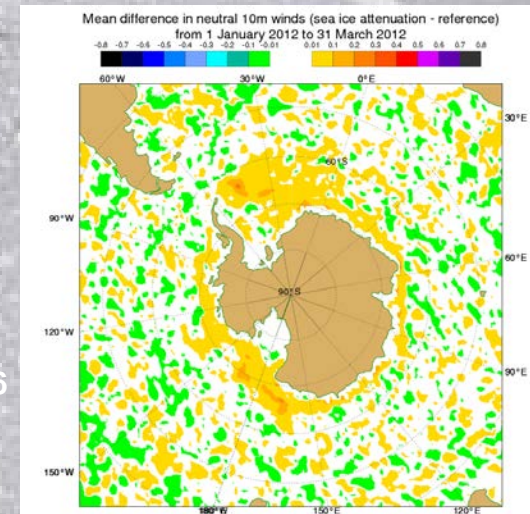 Mean difference in neutral 10m winds (sea ice attenuation - reference)
from 1 January 2012 to 31 March 2012
-0.8 -0.7 -0.6 -0.5 -0.4 -0.3 -0.2 -0.1 -0.01 0.01 0.1 0.2 0.3 0.4 0.5 0.6 0.7 0.8
60°W 30°W 0°E
30°E
60°S
90°W
60°E
90°S
120°W
6
90°E
150°W
180°W 150°E 120°E